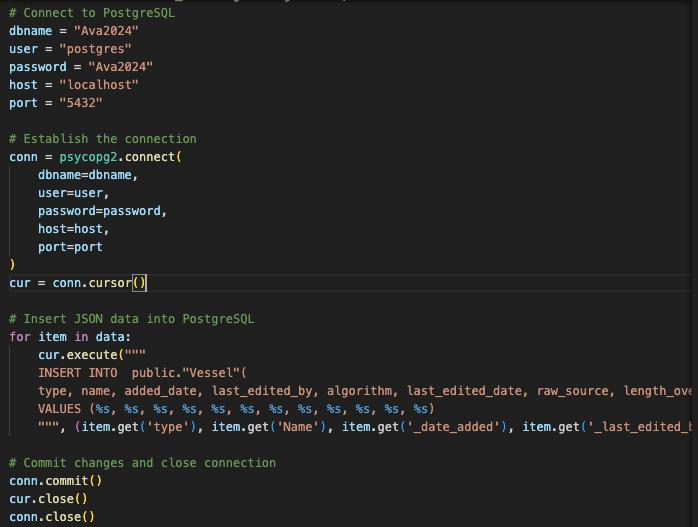 # Connect to PostgreSQL
dbname = "Ava2024"
user = "postgres"
password = "Ava2024"
host = "localhost"
port = "5432"
# Establish the connection
conn = psycopg2.connect(
dbname=dbname,
user=user,
password=password,
host=host,
port=port
)
cur = conn.cursor()
# Insert JSON data into PostgreSQL
for item in data:
cur.execute("""
INSERT INTO  public."Vessel"(
type, name, added_date, last_edited_by, algorithm, last_edited_date, raw_source, length_ove
VALUES (%s, %s, %s, %s, %s, %s, %s, %s, %s, %s, %s, %s)
""", (item.get('type'), item.get('Name'), item.get('_date_added'), item.get('_last_edited_b
# Commit changes and close connection
conn.commit()
cur.close()
conn.close()